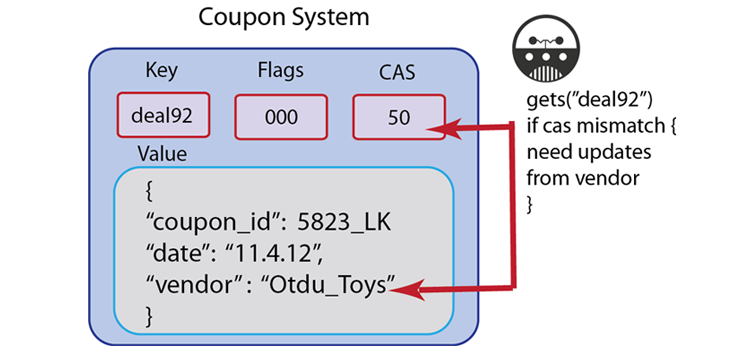 Coupon System
Key Flags CAS
deal92 000 50
Value
{
“coupon_id”: 5823_LK
“date”: “11.4.12”,
“vendor” : “Otdu_Toys”
}
gets(”deal92”)
if cas mismatch {
need updates
from vendor
}